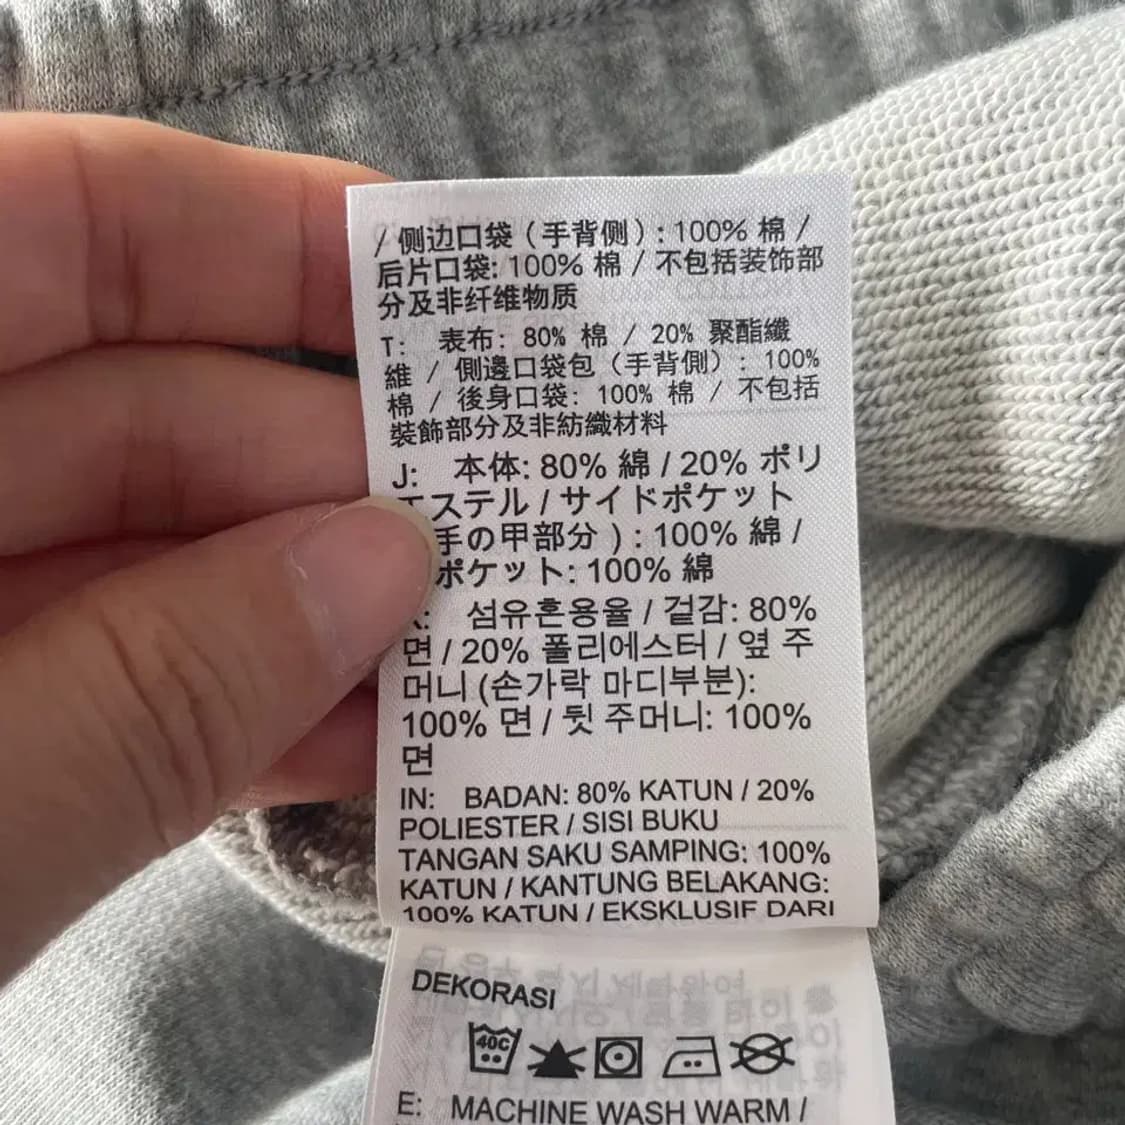 / 侧边口袋（手背侧）: 100% 棉 /
后片口袋: 100% 棉 / 不包括装饰部
分及非纤维物质
T: 表布: 80% 棉 / 20% 聚酯纖
維 / 側邊口袋包（手背側）: 100%
棉 / 後身口袋: 100% 棉 / 不包括
裝飾部分及非紡織材料
J: 本体: 80% 綿 / 20% ポリ
エステル / サイドポケット
手の甲部分 ) : 100% 綿 /
ポケット: 100% 綿
섬유혼용율 / 겉감: 80%
면 / 20% 폴리에스터 / 옆 주
머니 (손가락 마디부분):
100% 면 / 뒷 주머니: 100%
면
IN: BADAN: 80% KATUN / 20%
POLIESTER / SISI BUKU
TANGAN SAKU SAMPING: 100%
KATUN / KANTUNG BELAKANG:
100% KATUN / EKSKLUSIF DARI
DEKORASI
40C
E: MACHINE WASH WARM /